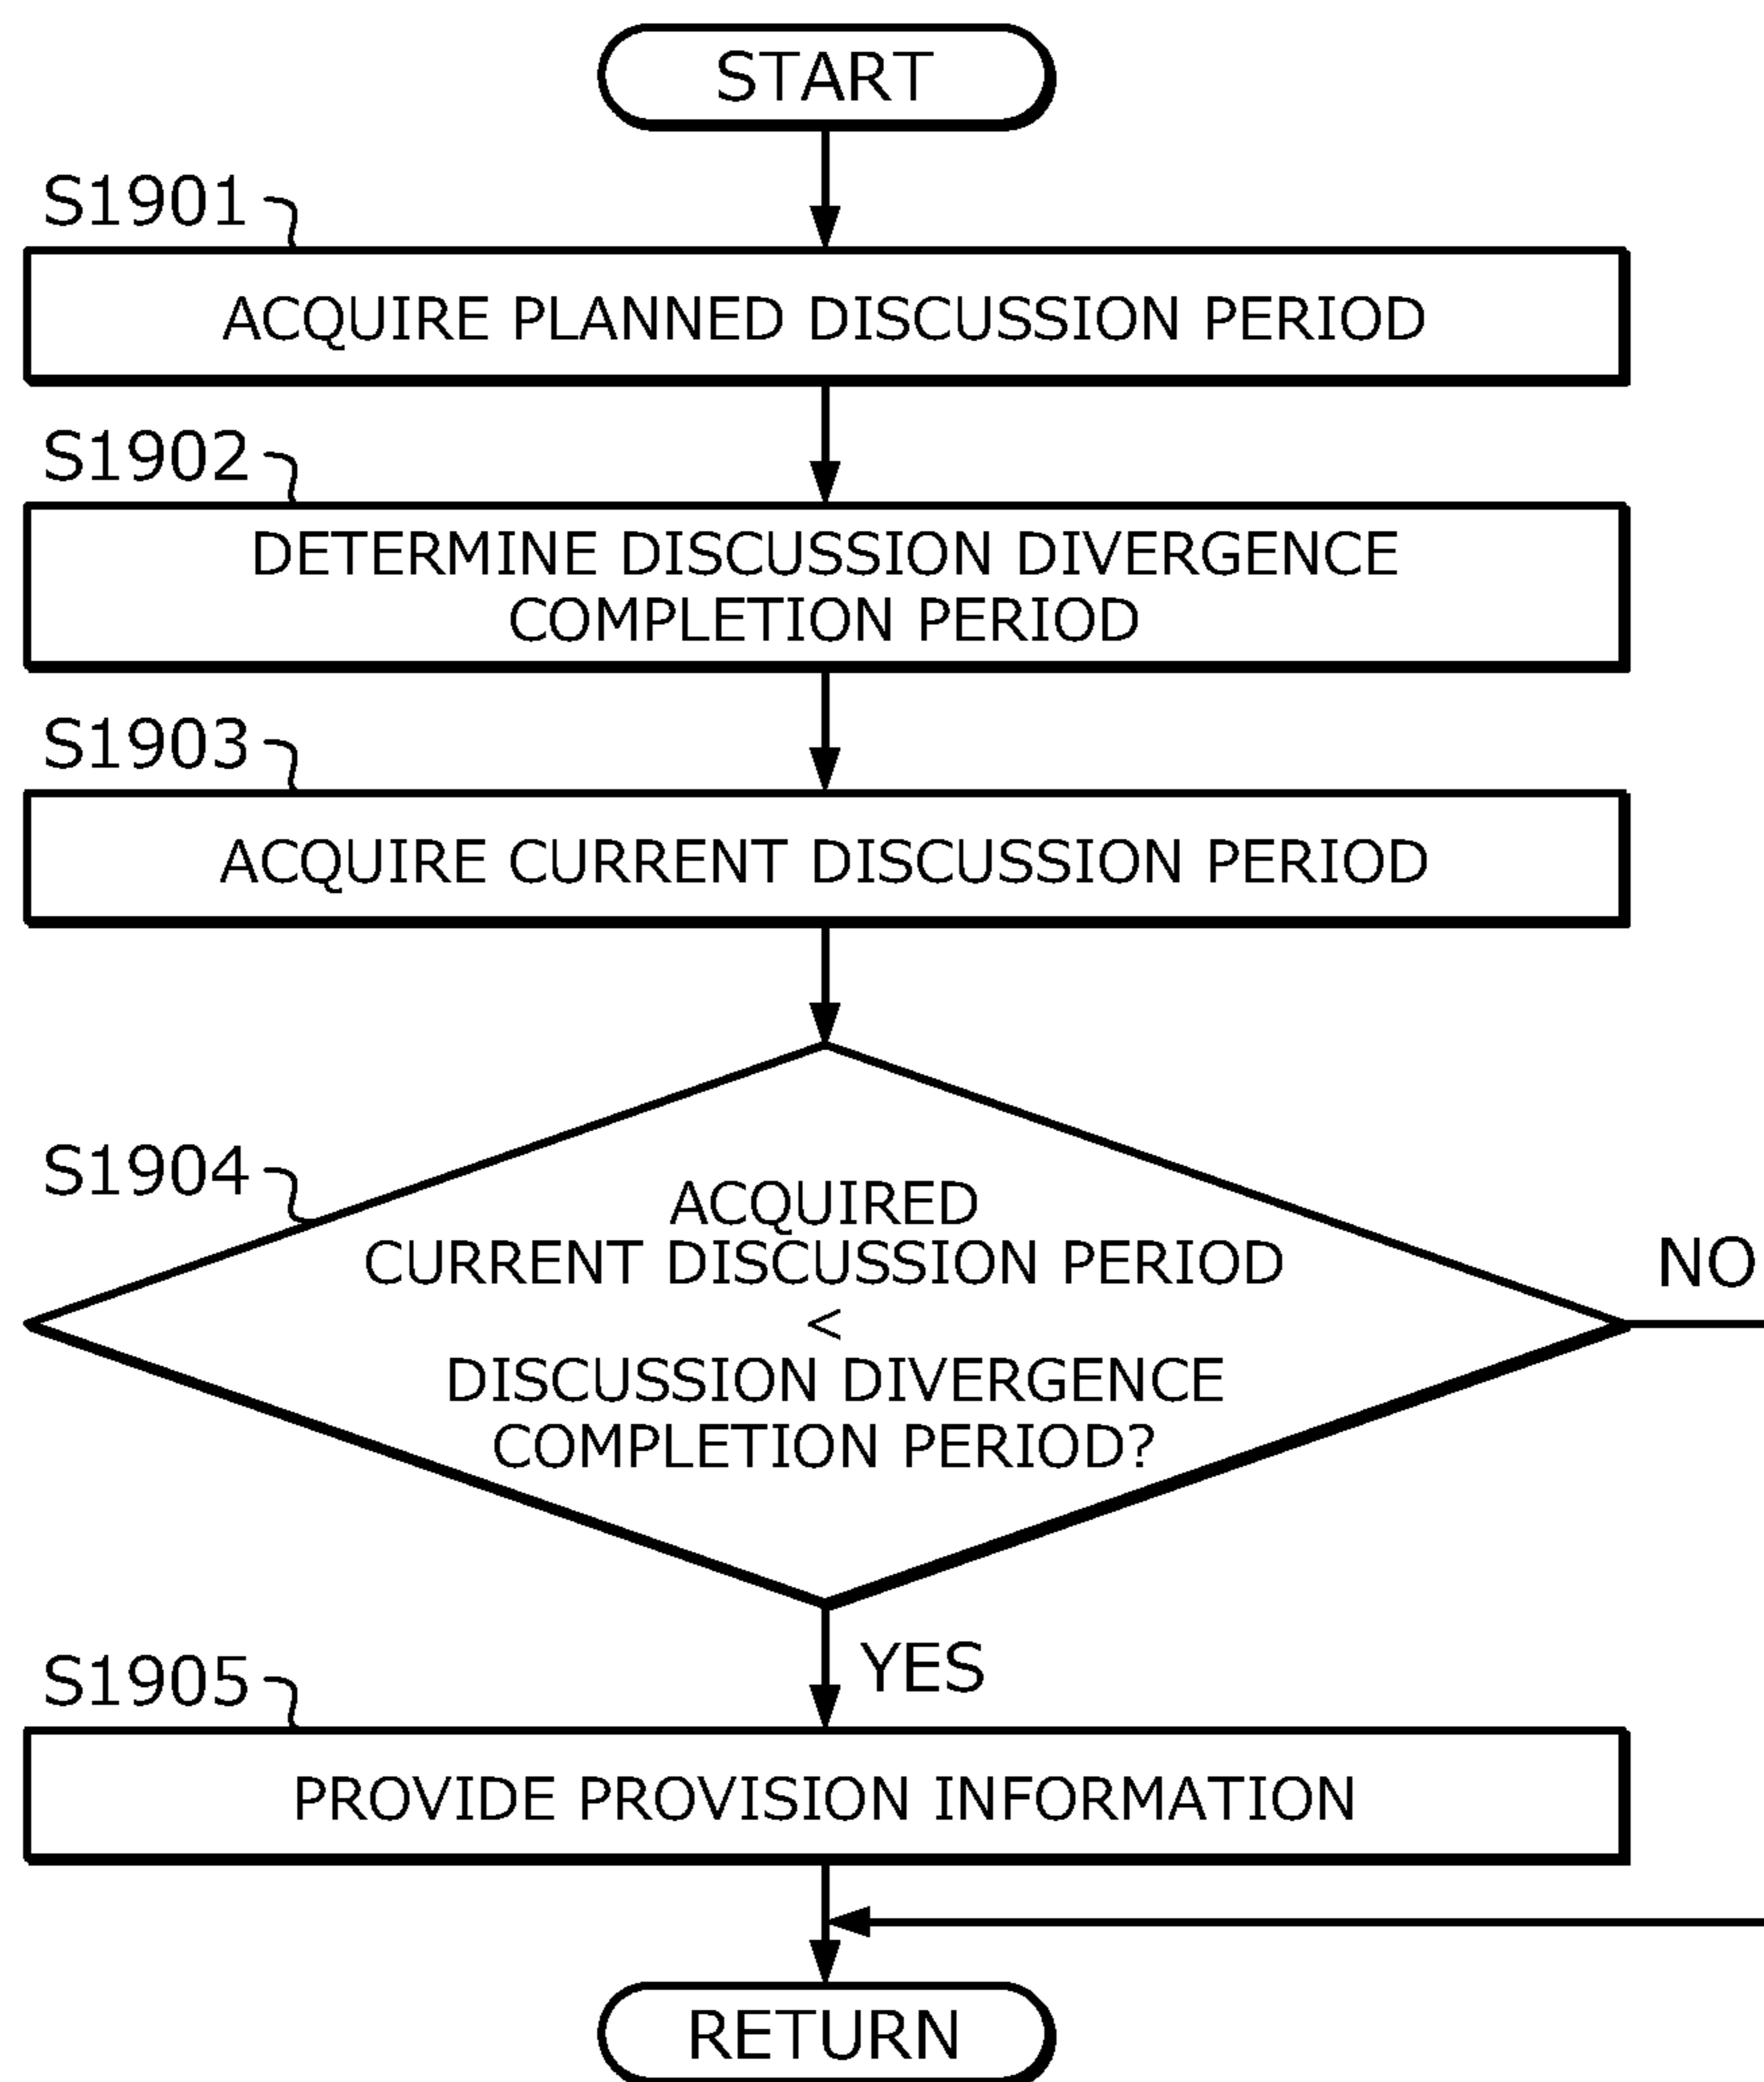 START
S1901
ACQUIRE PLANNED DISCUSSION PERIOD
S1902
DETERMINE DISCUSSION DIVERGENCE
COMPLETION PERIOD
S1903
ACQUIRE CURRENT DISCUSSION PERIOD
S1904
ACQUIRED
CURRENT DISCUSSION PERIOD
<
DISCUSSION DIVERGENCE
COMPLETION PERIOD?
NO
YES
S1905
PROVIDE PROVISION INFORMATION
RETURN